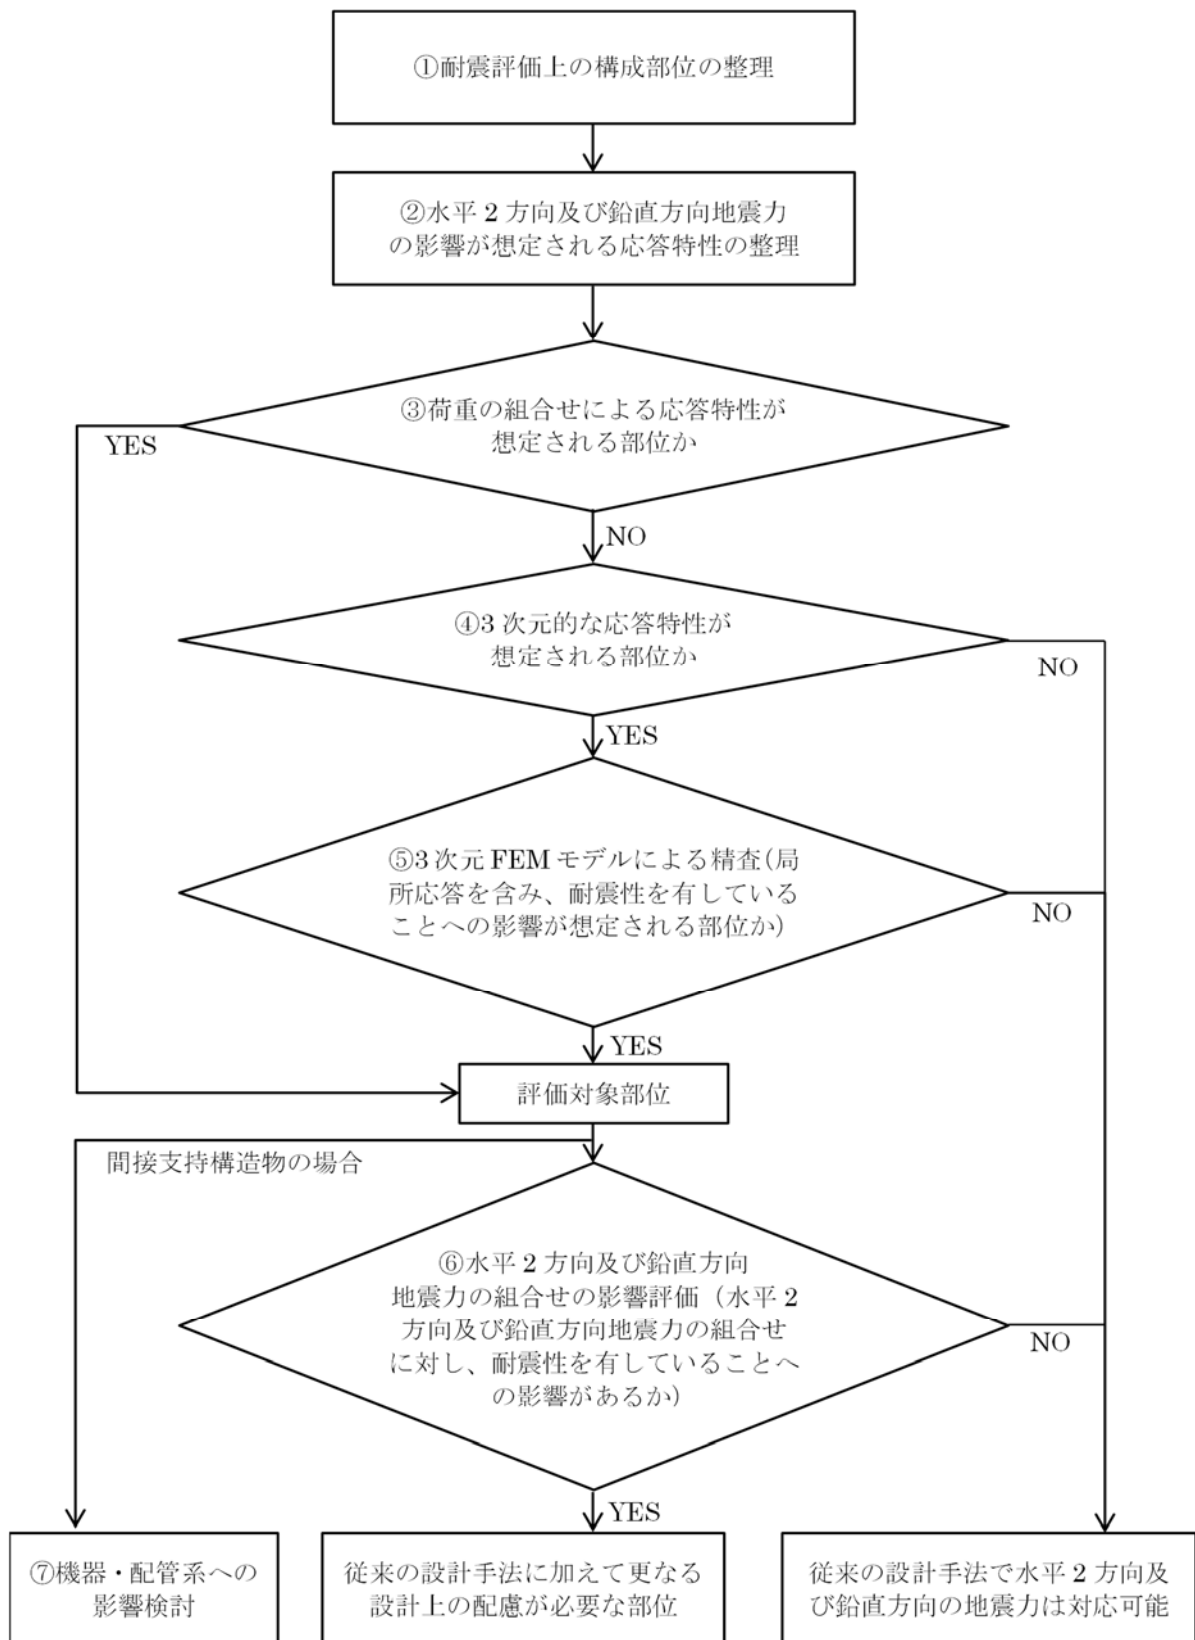 ①耐震評価上の構成部位の整理
②水平 2 方向及び鉛直方向地震力
の影響が想定される応答特性の整理
③荷重の組合せによる応答特性が
想定される部位か
YES
NO
④3 次元的な応答特性が
想定される部位か
NO
YES
⑤3 次元 FEM モデルによる精査(局
所応答を含み、耐震性を有している
ことへの影響が想定される部位か)
NO
YES
評価対象部位
間接支持構造物の場合
⑥水平 2 方向及び鉛直方向
地震力の組合せの影響評価（水平 2
方向及び鉛直方向地震力の組合せ
に対し、耐震性を有していることへ
の影響があるか)
NO
YES
⑦機器・配管系への
影響検討
従来の設計手法に加えて更なる
設計上の配慮が必要な部位
従来の設計手法で水平 2 方向及
び鉛直方向の地震力は対応可能